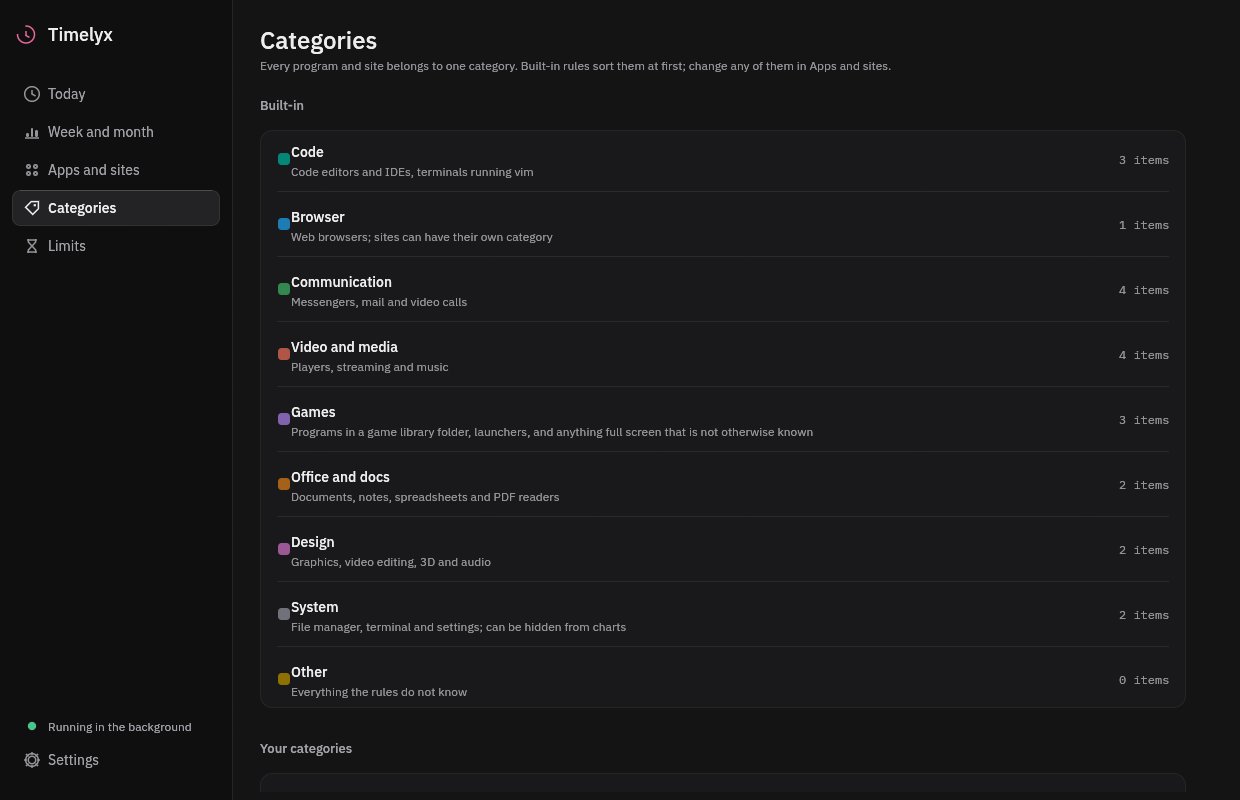 Timelyx
Today
Week and month
Apps and sites
Categories
Limits
Running in the background
Settings
Categories
Every program and site belongs to one category. Built-in rules sort them at first; change any of them in Apps and sites.
Built-in
Code
Code editors and IDEs, terminals running vim
3 items
Browser
Web browsers; sites can have their own category
1 items
Communication
Messengers, mail and video calls
4 items
Video and media
Players, streaming and music
4 items
Games
Programs in a game library folder, launchers, and anything full screen that is not otherwise known
3 items
Office and docs
Documents, notes, spreadsheets and PDF readers
2 items
Design
Graphics, video editing, 3D and audio
2 items
System
File manager, terminal and settings; can be hidden from charts
2 items
Other
Everything the rules do not know
0 items
Your categories